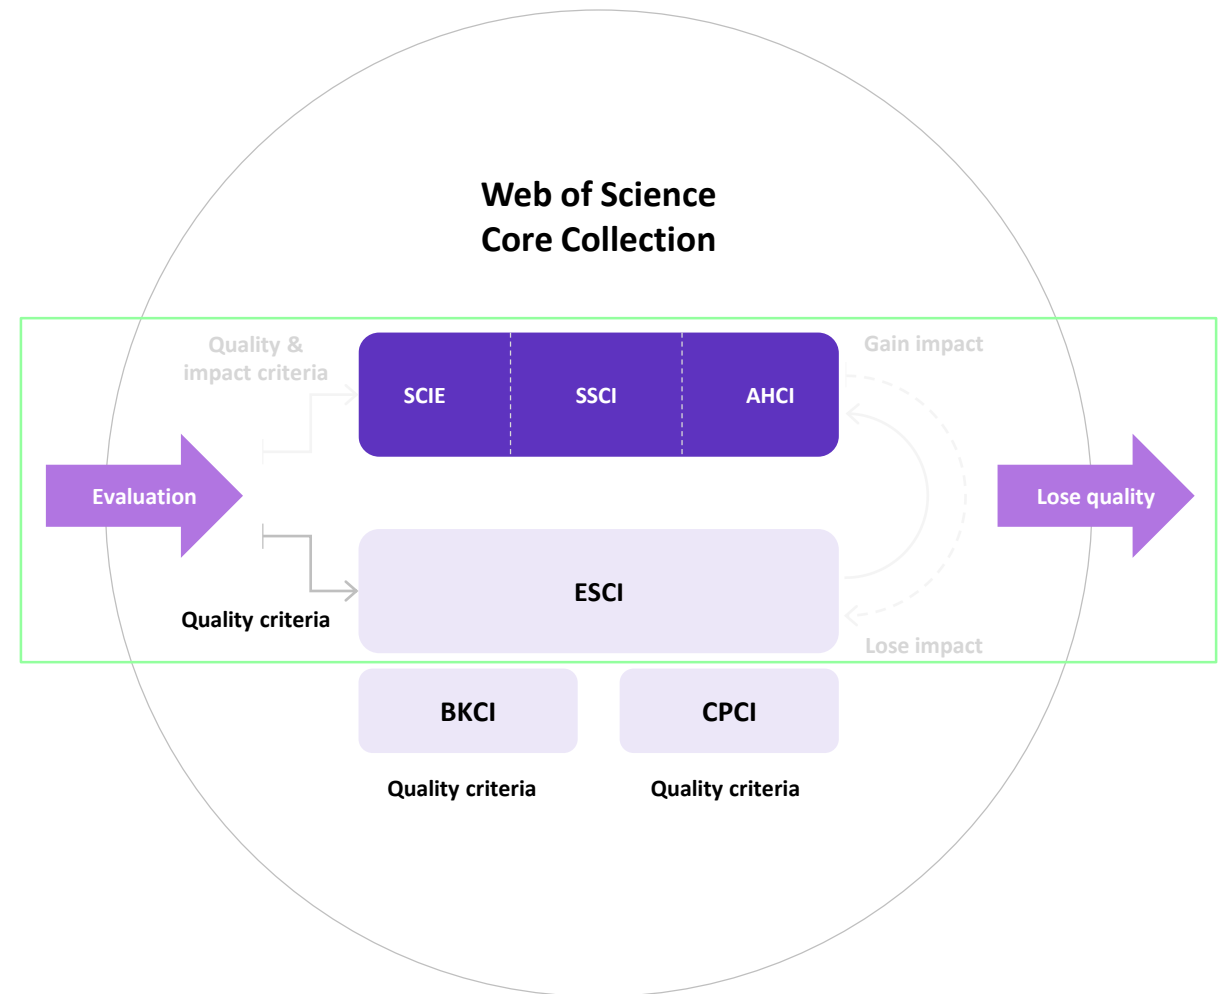 Web of Science
Core Collection
Quality &
impact criteria
SCIE
SSCI
AHCI
Gain impact
Evaluation
Lose quality
ESCI
Quality criteria
Lose impact
BKCI
CPCI
Quality criteria
Quality criteria